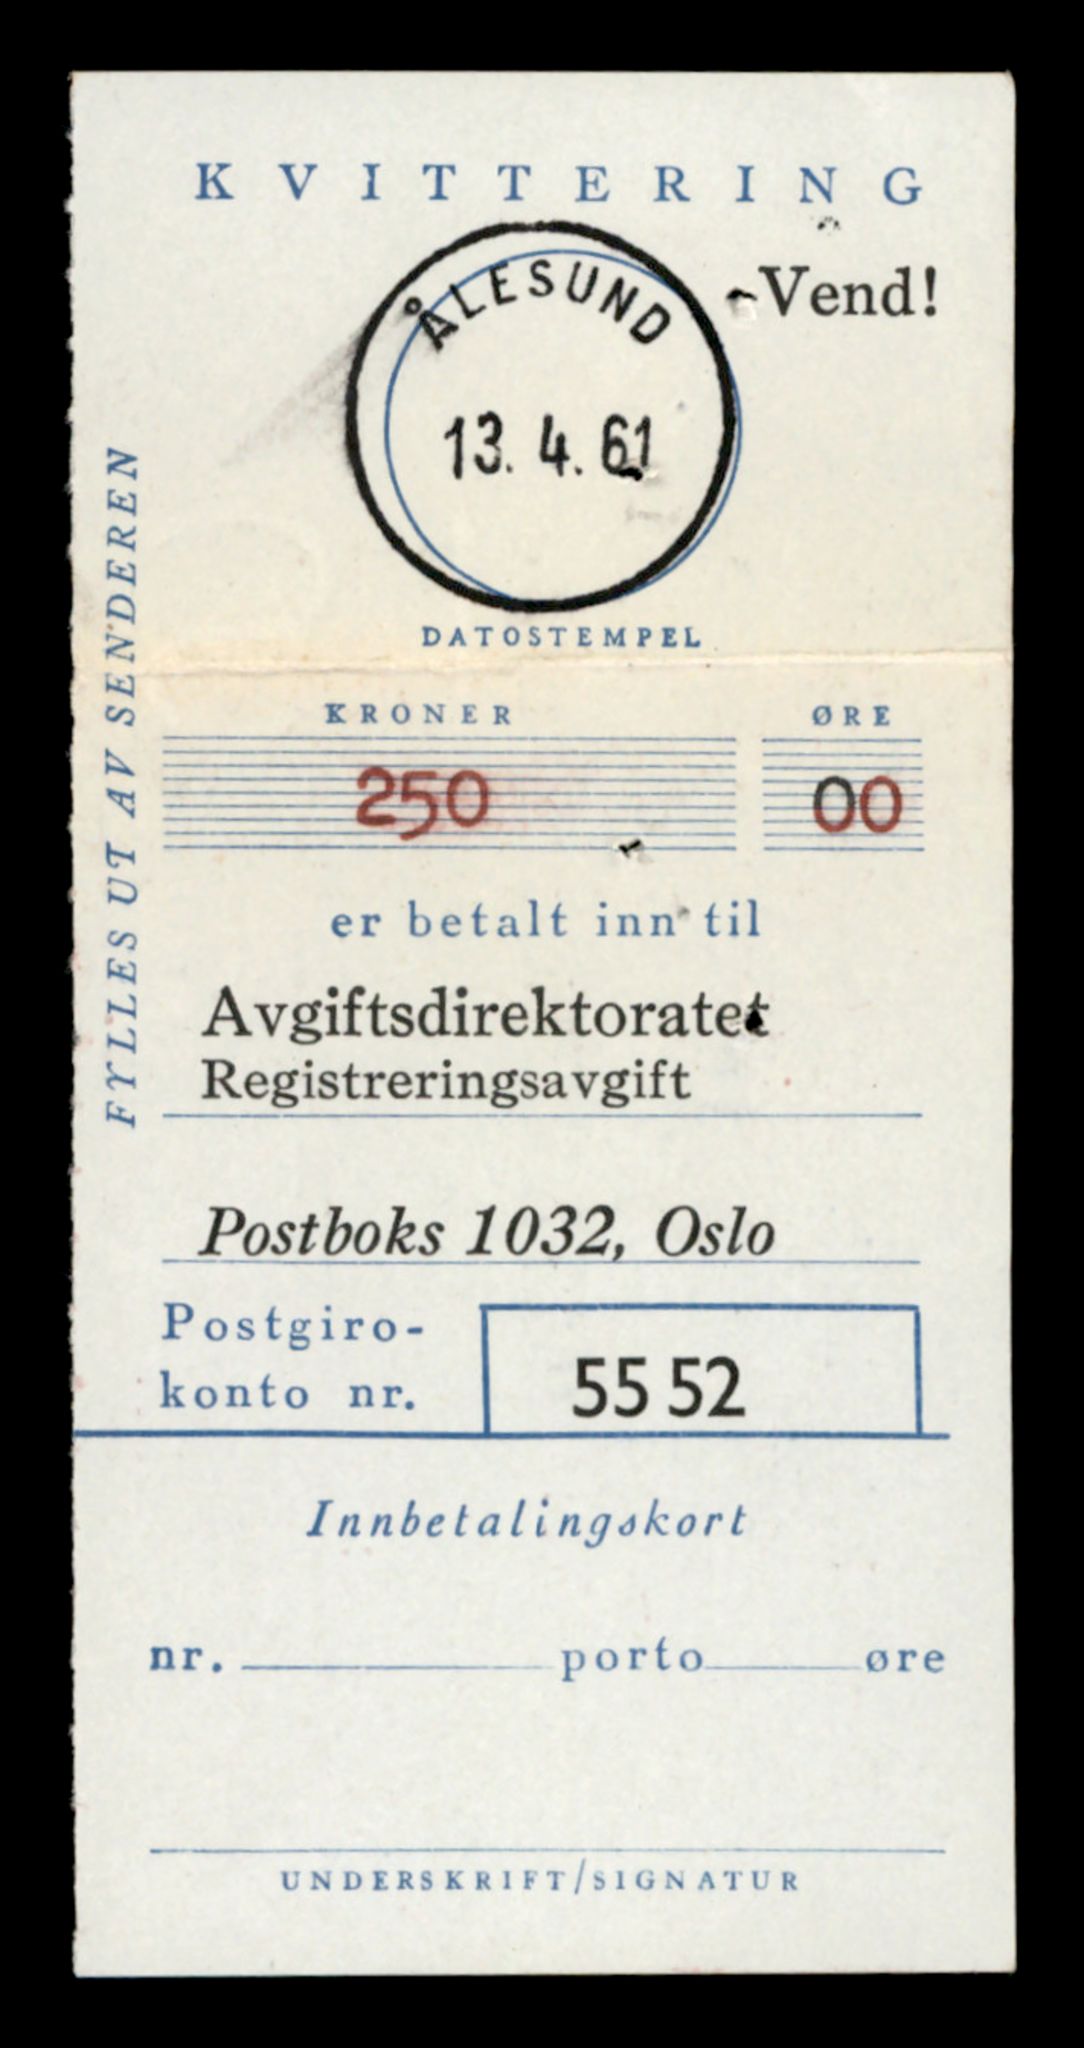 KVITTERING
-Vend!
ÅLESUND
13. 4. 61
DATOSTEMPEL
FYLLES UT AV SENDEREN
KRONER ØRE
250 00
er betalt inn til
Avgiftsdirektoratet
Registreringsavgift
Postboks 1032, Oslo
Postgiro-
konto nr.
55 52
Innbetalingskort
nr. porto øre
UNDERSKRIFT/SIGNATUR